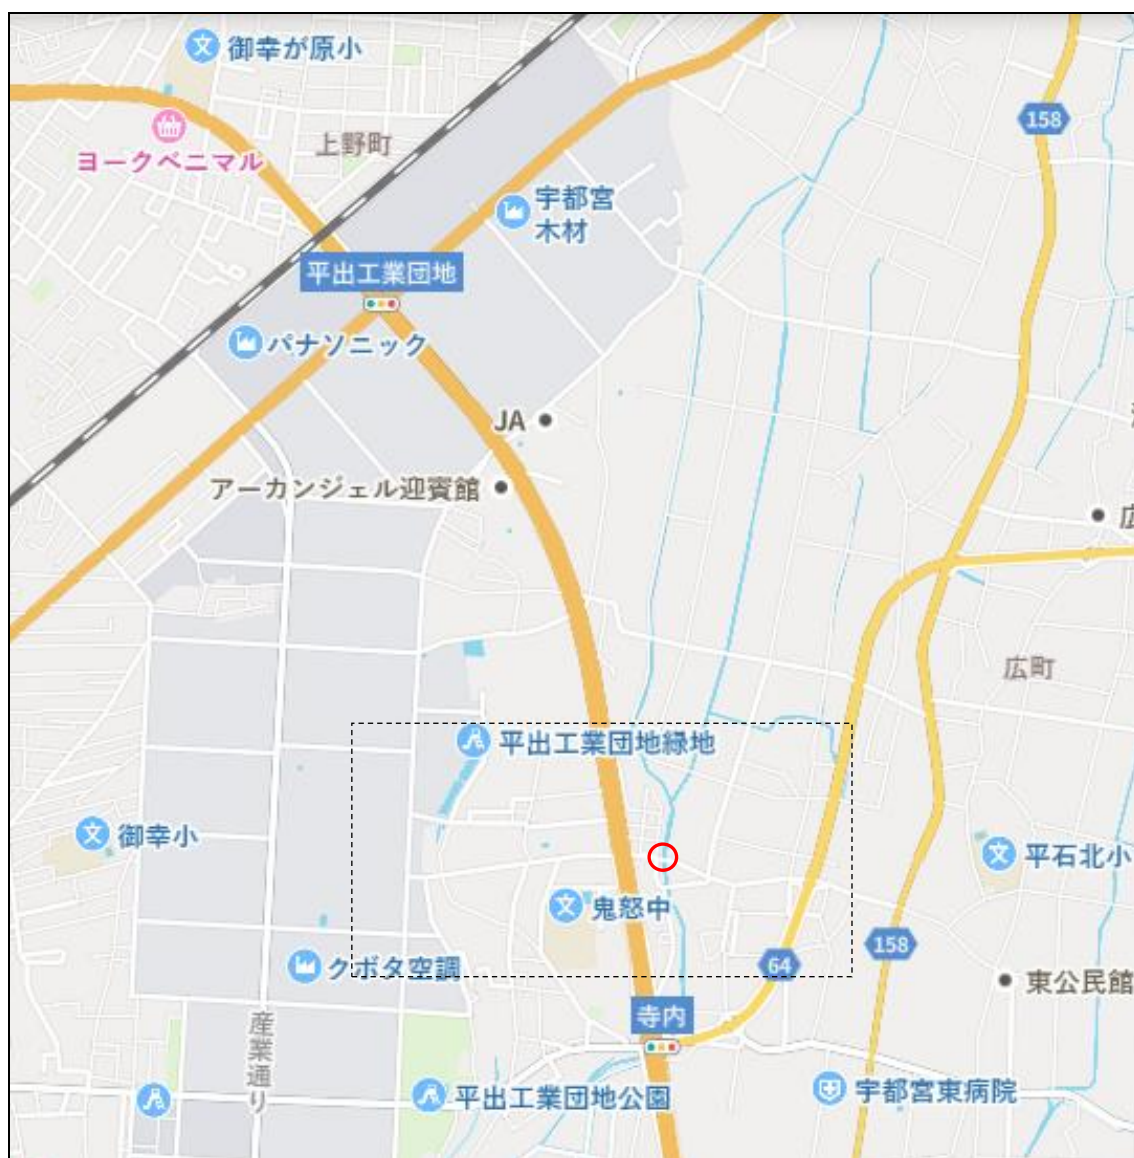 御幸が原小
158
ヨークベニマル
上野町
宇都宮
木材
平出工業団地
パナソニック
JA
アーカンジェル迎賓館
広
広町
平出工業団地緑地
御幸小
平石北小
鬼怒中
クボタ空調
64
158
東公民館
寺内
産業通り
平出工業団地公園
宇都宮東病院